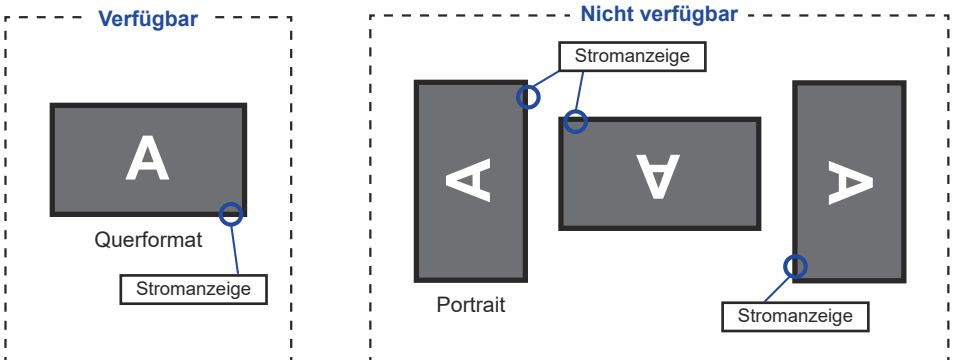 Verfügbar
A
Stromanzeige
Querformat
Nicht verfügbar
Stromanzeige
A
A
A
Stromanzeige
Portrait